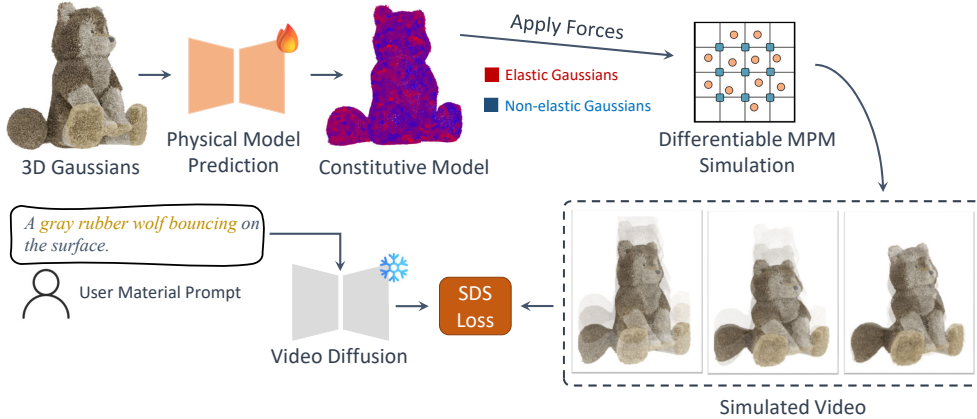 Apply Forces
Elastic Gaussians
Non-elastic Gaussians
3D Gaussians
Physical Model
Prediction
Constitutive Model
Differentiable MPM
Simulation
A gray rubber wolf bouncing on
the surface.
User Material Prompt
Video Diffusion
SDS
Loss
Simulated Video